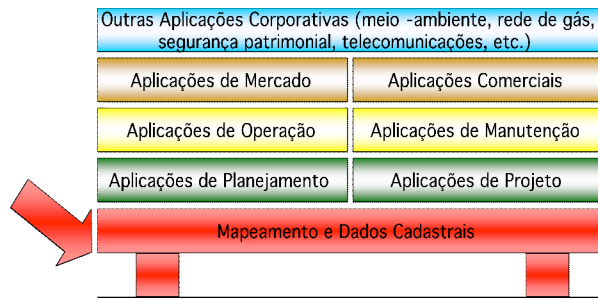 Outras Aplicações Corporativas (meio -ambiente, rede de gás,
segurança patrimonial, telecomunicações, etc.)
Aplicações de Mercado
Aplicações Comerciais
Aplicações de Operação
Aplicações de Manutenção
Aplicações de Planejamento
Aplicações de Projeto
Mapeamento e Dados Cadastrais